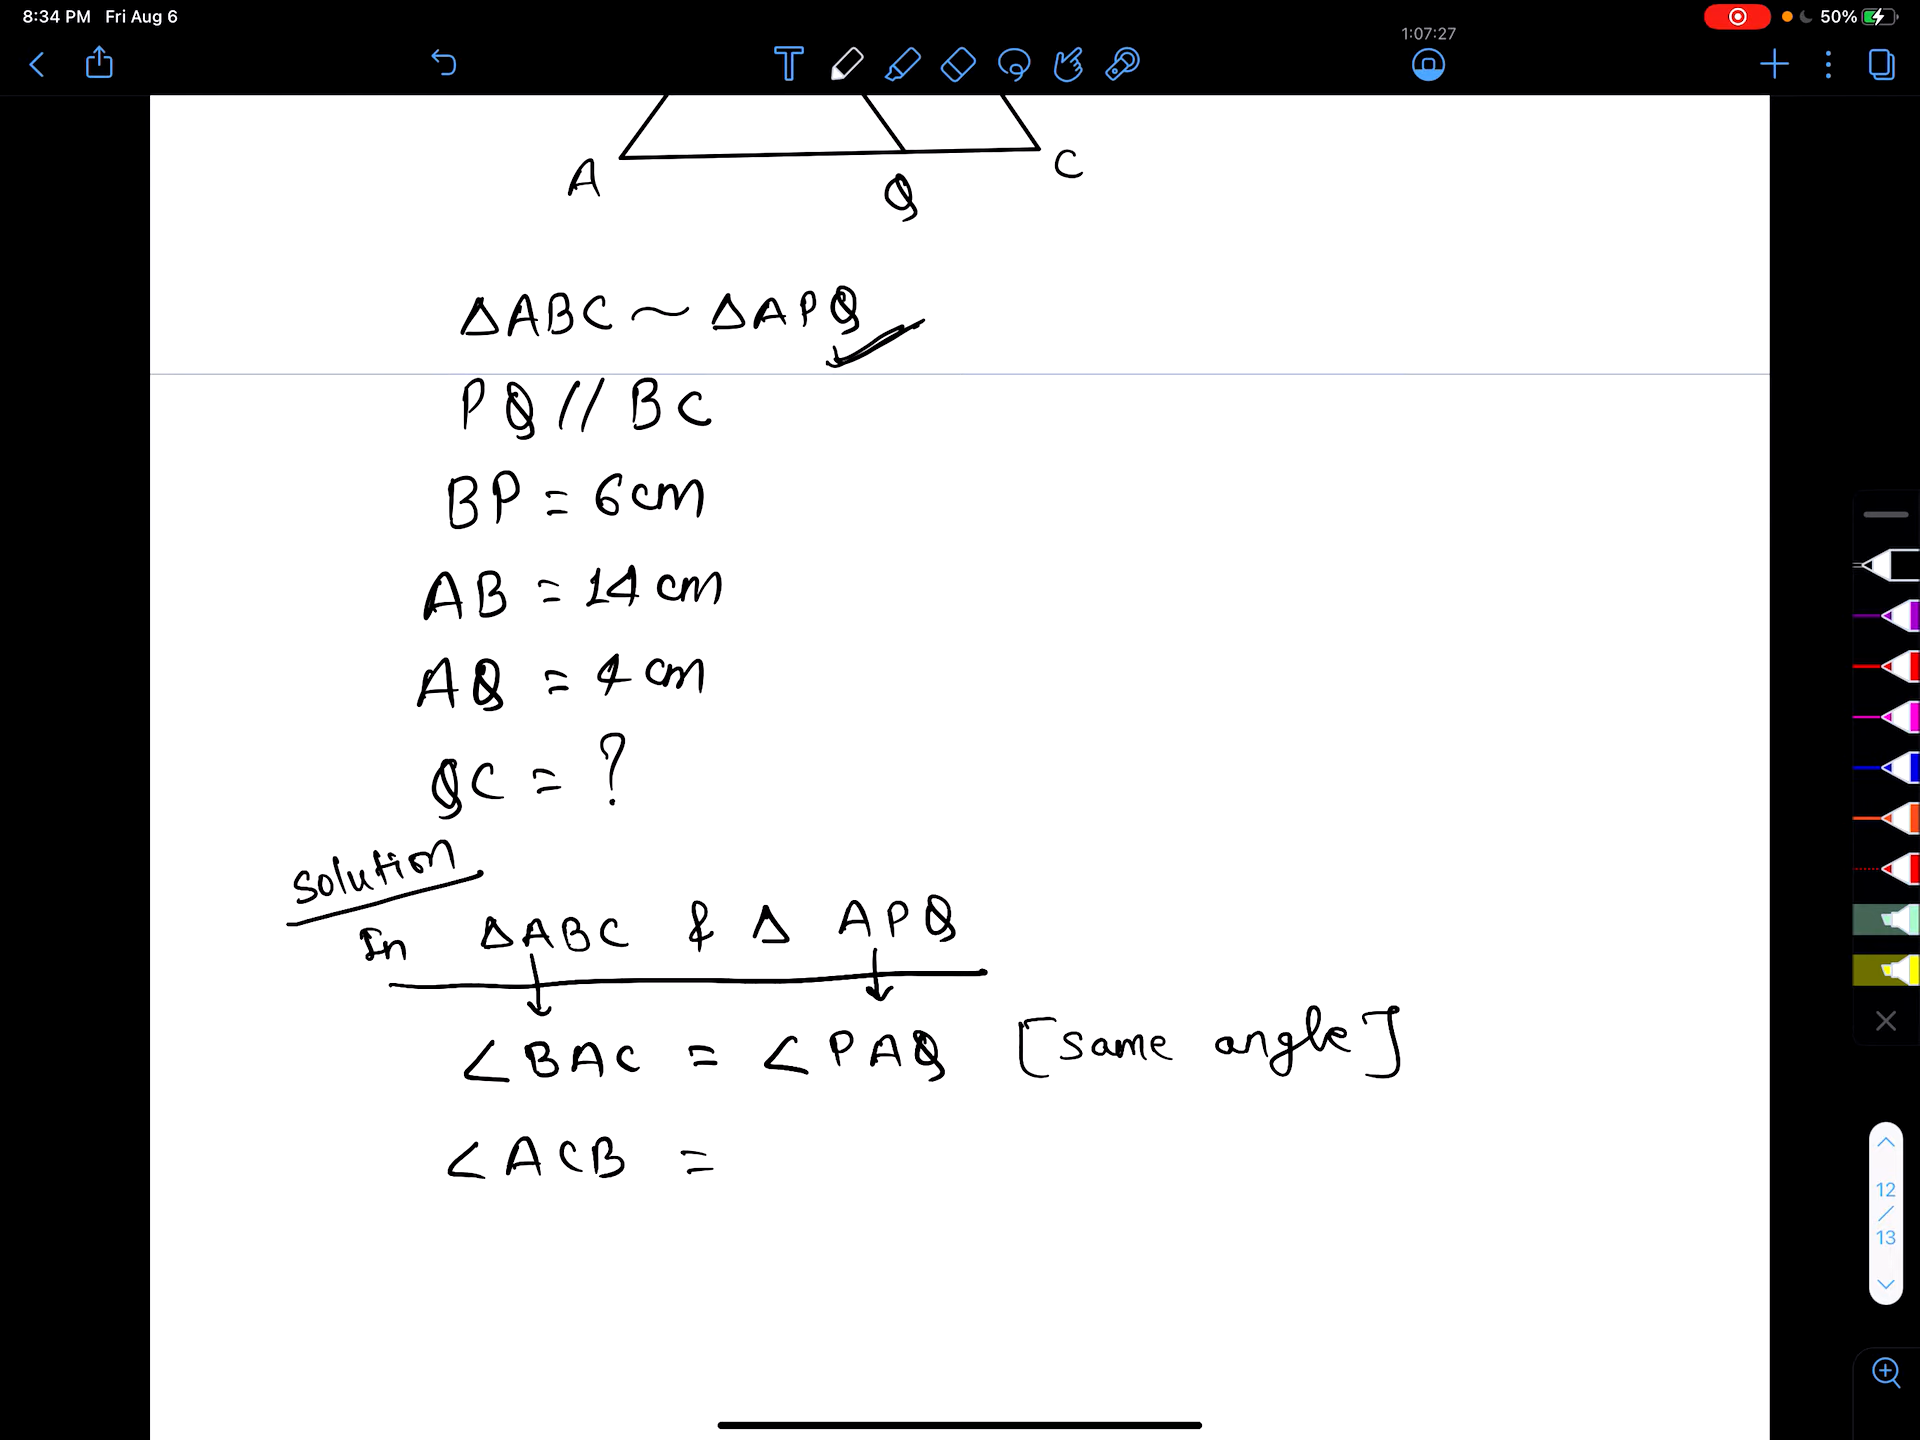 8:34 PM Fri Aug 6
50%
1:07:27
T
A
Q
C
ΔABC ~ ΔAPQ
PQ // BC
BP = 6cm
AB = 14 cm
AQ = 4 cm
QC = ?
Solution
In ΔABC & Δ APQ
∠BAC = ∠PAQ [same angle]
∠ACB =
12
/
13